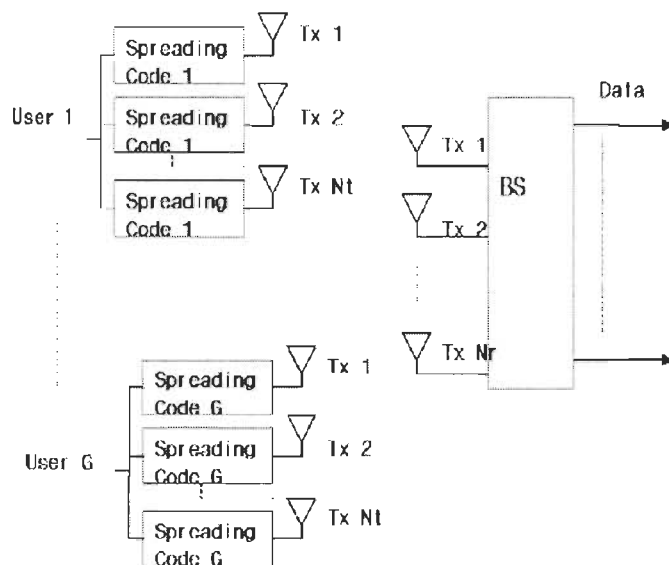 Spreading
Code 1
Tx 1
User 1
Spreading
Code 1
Tx 2
Spreading
Code 1
Tx Nt
Tx 1
Tx 2
Tx Nr
BS
Data
User G
Spreading
Code G
Tx 1
Spreading
Code G
Tx 2
Spreading
Code G
Tx Nt